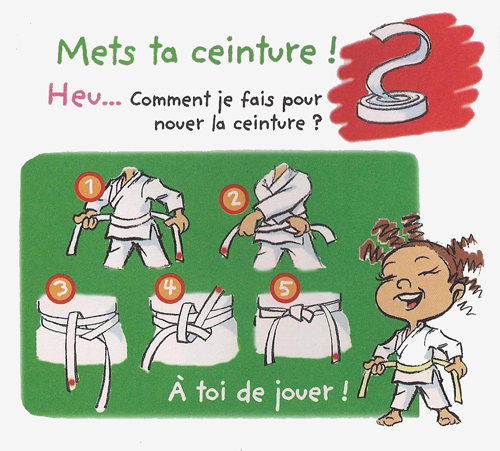 Mets ta ceinture !
Heu... Comment je fais pour
nouer la ceinture ?
1
2
3
4
5
À toi de jouer !